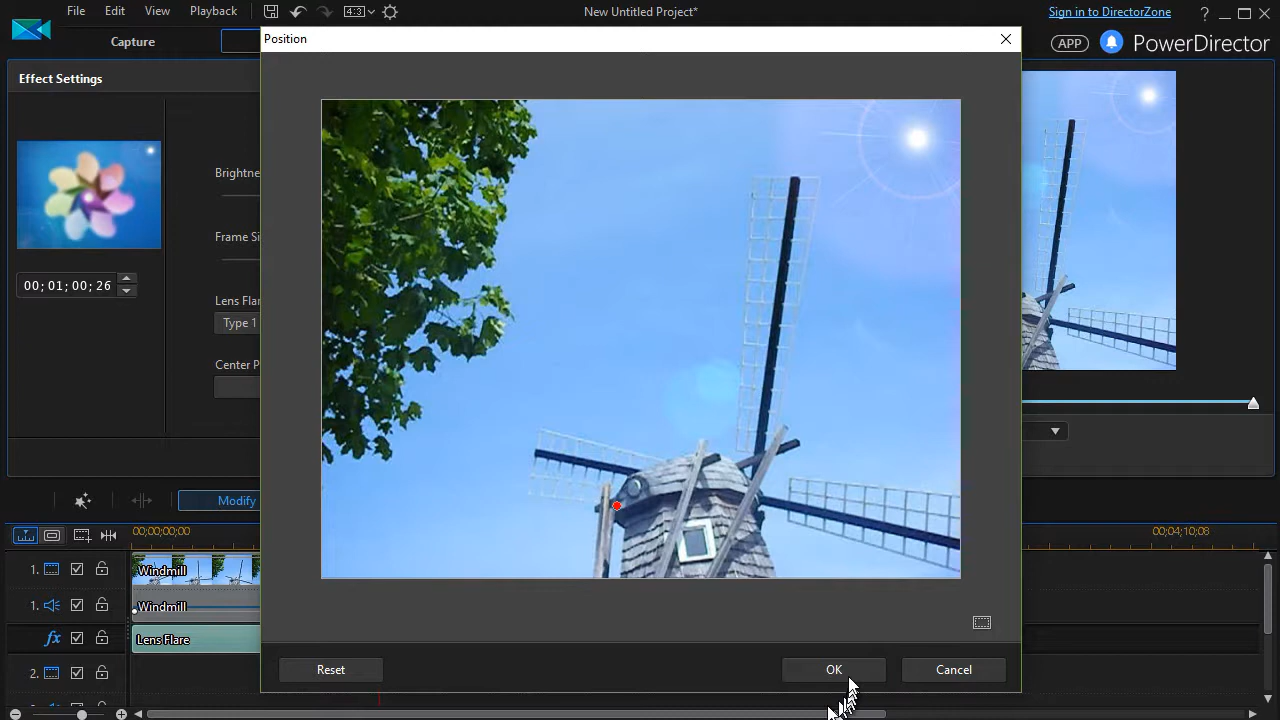 File Edit View Playback
4:3
New Untitled Project*
Sign in to DirectorZone
?
Capture
APP
PowerDirector
Position
Effect Settings
Brightne
00; 01; 00; 26
Frame Si
Lens Flar
Type 1
Center P
Modify
Reset
OK
Cancel
00;00;00;00
00;04;10;08
1.
Windmill
1.
Windmill
fx
Lens Flare
2.